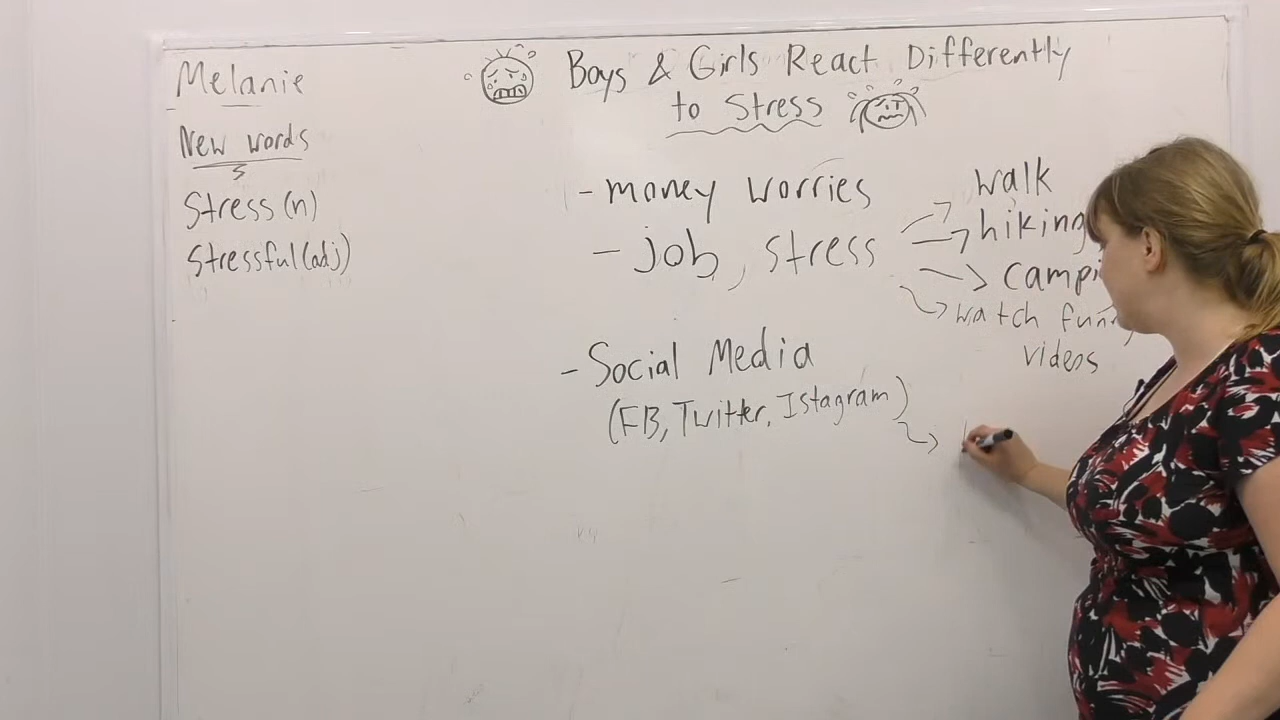 Melanie
New words
Stress (n)
Stressful (adj)
Boys & Girls React Differently
to Stress
- money worries
- job, stress
walk
hiking
campi
watch fun
videos
- Social Media
(FB, Twitter, Istagram)